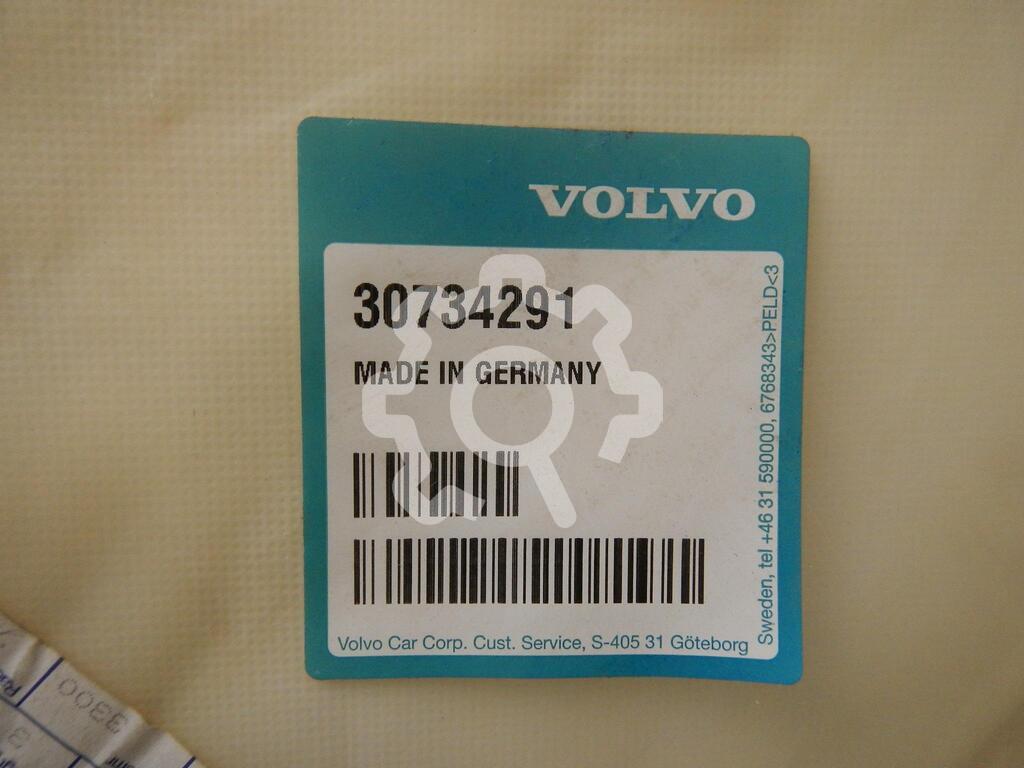 VOLVO
30734291
MADE IN GERMANY
Volvo Car Corp. Cust. Service, S-405 31 Göteborg
Sweden, tel +46 31 590000, 6768343>PELD<3
3300